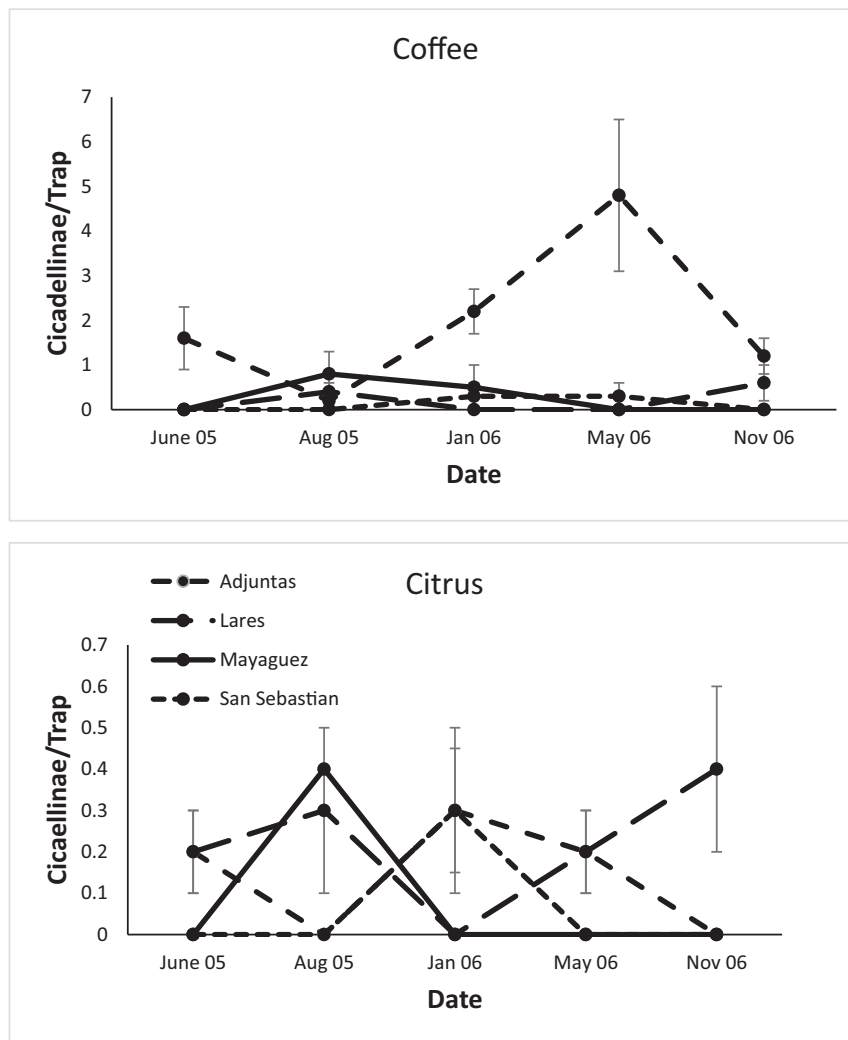 Coffee
7
6
5
4
3
2
1
0
Cicadellinae/Trap
June 05 Aug 05 Jan 06 May 06 Nov 06
Date
Citrus
Adjuntas
Lares
Mayaguez
San Sebastian
0.7
0.6
0.5
0.4
0.3
0.2
0.1
0
Cicaellinae/Trap
June 05 Aug 05 Jan 06 May 06 Nov 06
Date